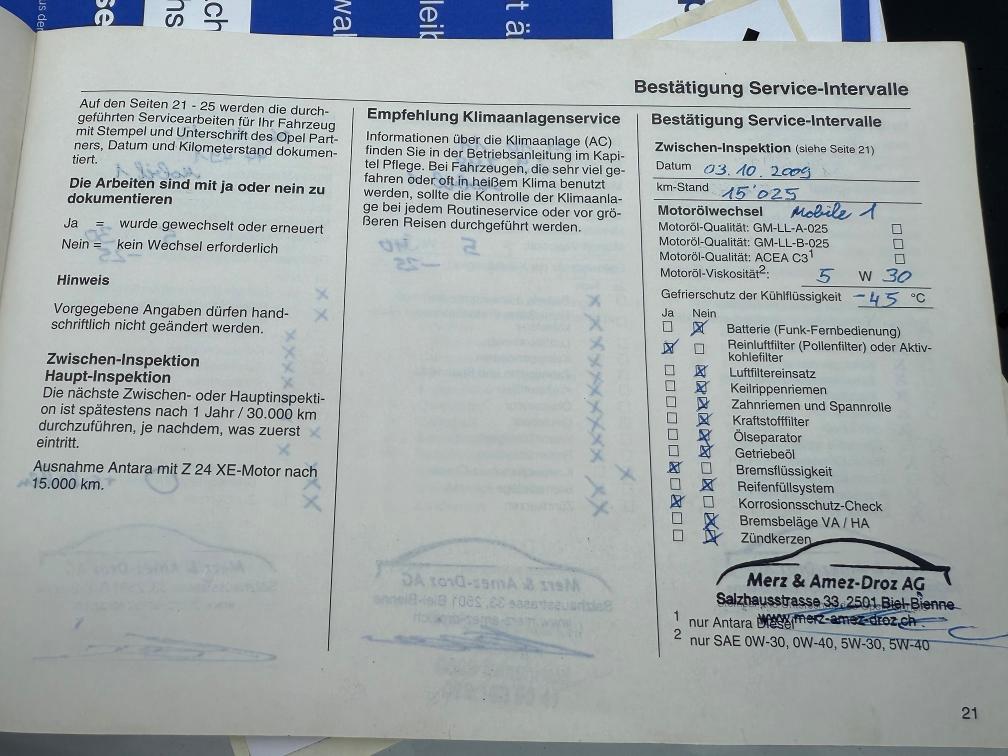 Bestätigung Service-Intervalle
Auf den Seiten 21 - 25 werden die durch-
geführten Servicearbeiten für Ihr Fahrzeug
mit Stempel und Unterschrift des Opel Part-
ners, Datum und Kilometerstand dokumen-
tiert.
Die Arbeiten sind mit ja oder nein zu
dokumentieren
Ja = wurde gewechselt oder erneuert
Nein = kein Wechsel erforderlich
Hinweis
Vorgegebene Angaben dürfen hand-
schriftlich nicht geändert werden.
Zwischen-Inspektion
Haupt-Inspektion
Die nächste Zwischen- oder Hauptinspekti-
on ist spätestens nach 1 Jahr / 30.000 km
durchzuführen, je nachdem, was zuerst
eintritt.
Ausnahme Antara mit Z 24 XE-Motor nach
15.000 km.
Empfehlung Klimaanlagenservice
Informationen über die Klimaanlage (AC)
finden Sie in der Betriebsanleitung im Kapi-
tel Pflege. Bei Fahrzeugen, die sehr viel ge-
fahren oder oft in heißem Klima benutzt
werden, sollte die Kontrolle der Klimaanla-
ge bei jedem Routineservice oder vor grö-
ßeren Reisen durchgeführt werden.
Bestätigung Service-Intervalle
Zwischen-Inspektion (siehe Seite 21)
Datum 03.10.2009
km-Stand 15'025
Motorölwechsel Mobile 1
Motoröl-Qualität: GM-LL-A-025
Motoröl-Qualität: GM-LL-B-025
Motoröl-Qualität: ACEA C3¹
Motoröl-Viskosität²: 5 W 30
Gefrierschutz der Kühlflüssigkeit -45 °C
Ja Nein
Batterie (Funk-Fernbedienung)
Reinluftfilter (Pollenfilter) oder Aktiv-
kohlefilter
Luftfiltereinsatz
Keilrippenriemen
Zahnriemen und Spannrolle
Kraftstofffilter
Ölseparator
Getriebeöl
Bremsflüssigkeit
Reifenfüllsystem
Korrosionsschutz-Check
Bremsbeläge VA / HA
Zündkerzen
Merz & Amez-Droz AG
Salzhausstrasse 33, 2501 Biel-Bienne
www.merz-amez-droz.ch
¹ nur Antara Diesel
² nur SAE 0W-30, 0W-40, 5W-30, 5W-40
21